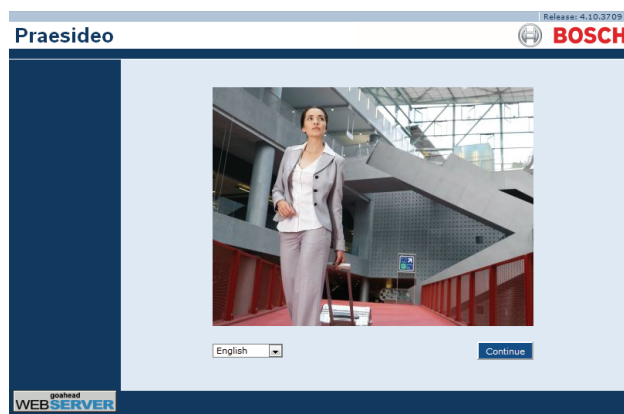 Release: 4.10.3709
Praesideo
BOSCH
English
Continue
goahead
WEBSERVER